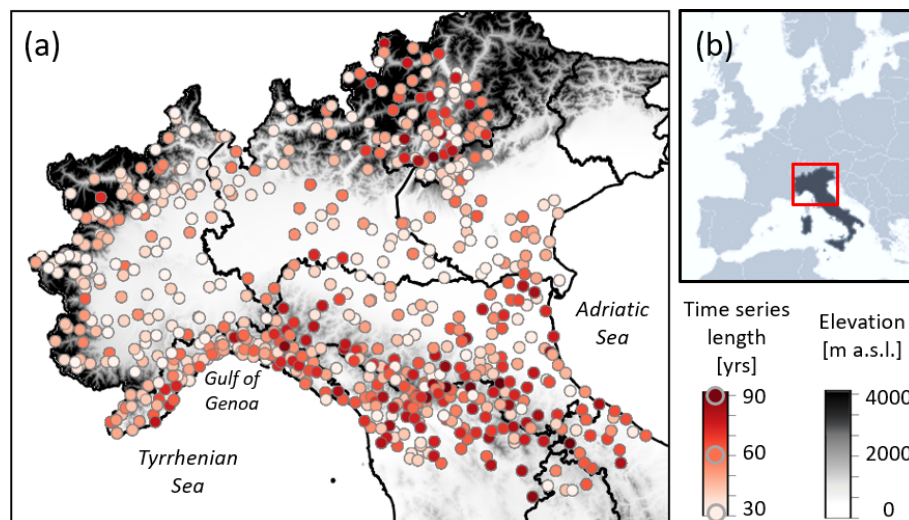 (a)
Adriatic
Sea
Gulf of
Genoa
Tyrrhenian
Sea
(b)
Time series
length
[yrs]
90
60
30
Elevation
[m a.s.l.]
4000
2000
0